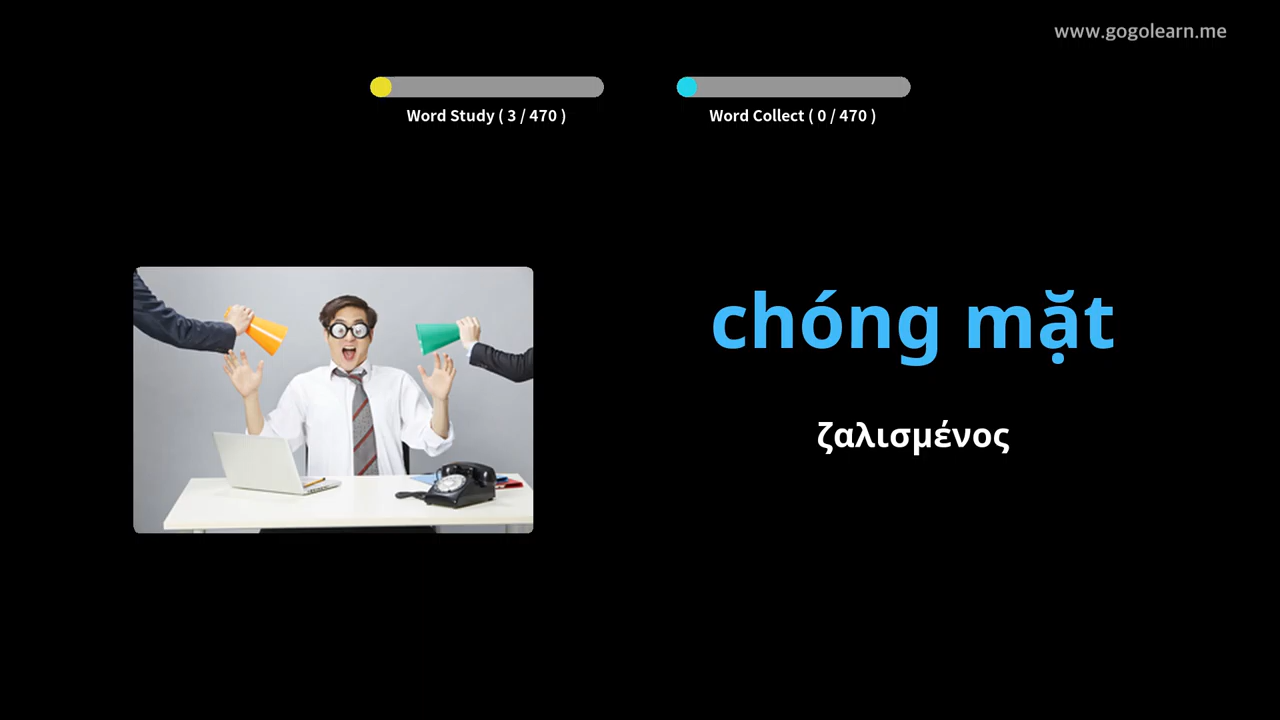 www.gogolearn.me
Word Study ( 3 / 470 )
Word Collect ( 0 / 470 )
chóng mặt
ζαλισμένος